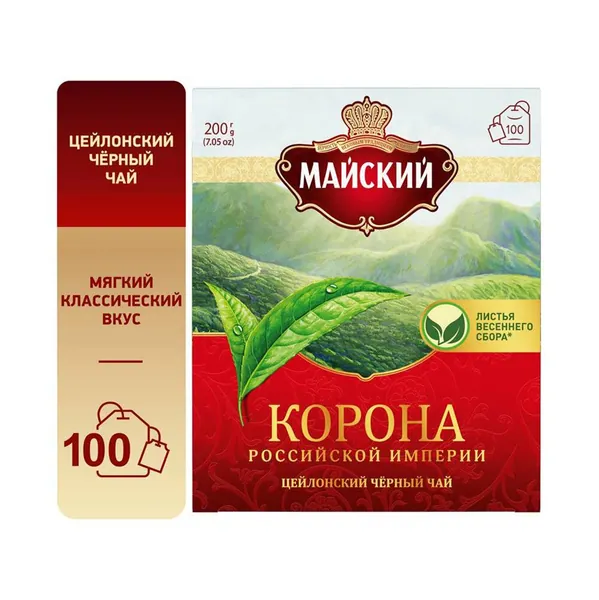 ЦЕЙЛОНСКИЙ
ЧЁРНЫЙ
ЧАЙ
МЯГКИЙ
КЛАССИЧЕСКИЙ
ВКУС
100
200 г g
(7.05 oz)
100
МАЙСКИЙ
ЛИСТЬЯ
ВЕСЕННЕГО
СБОРА*
КОРОНА
РОССИЙСКОЙ ИМПЕРИИ
ЦЕЙЛОНСКИЙ ЧЁРНЫЙ ЧАЙ